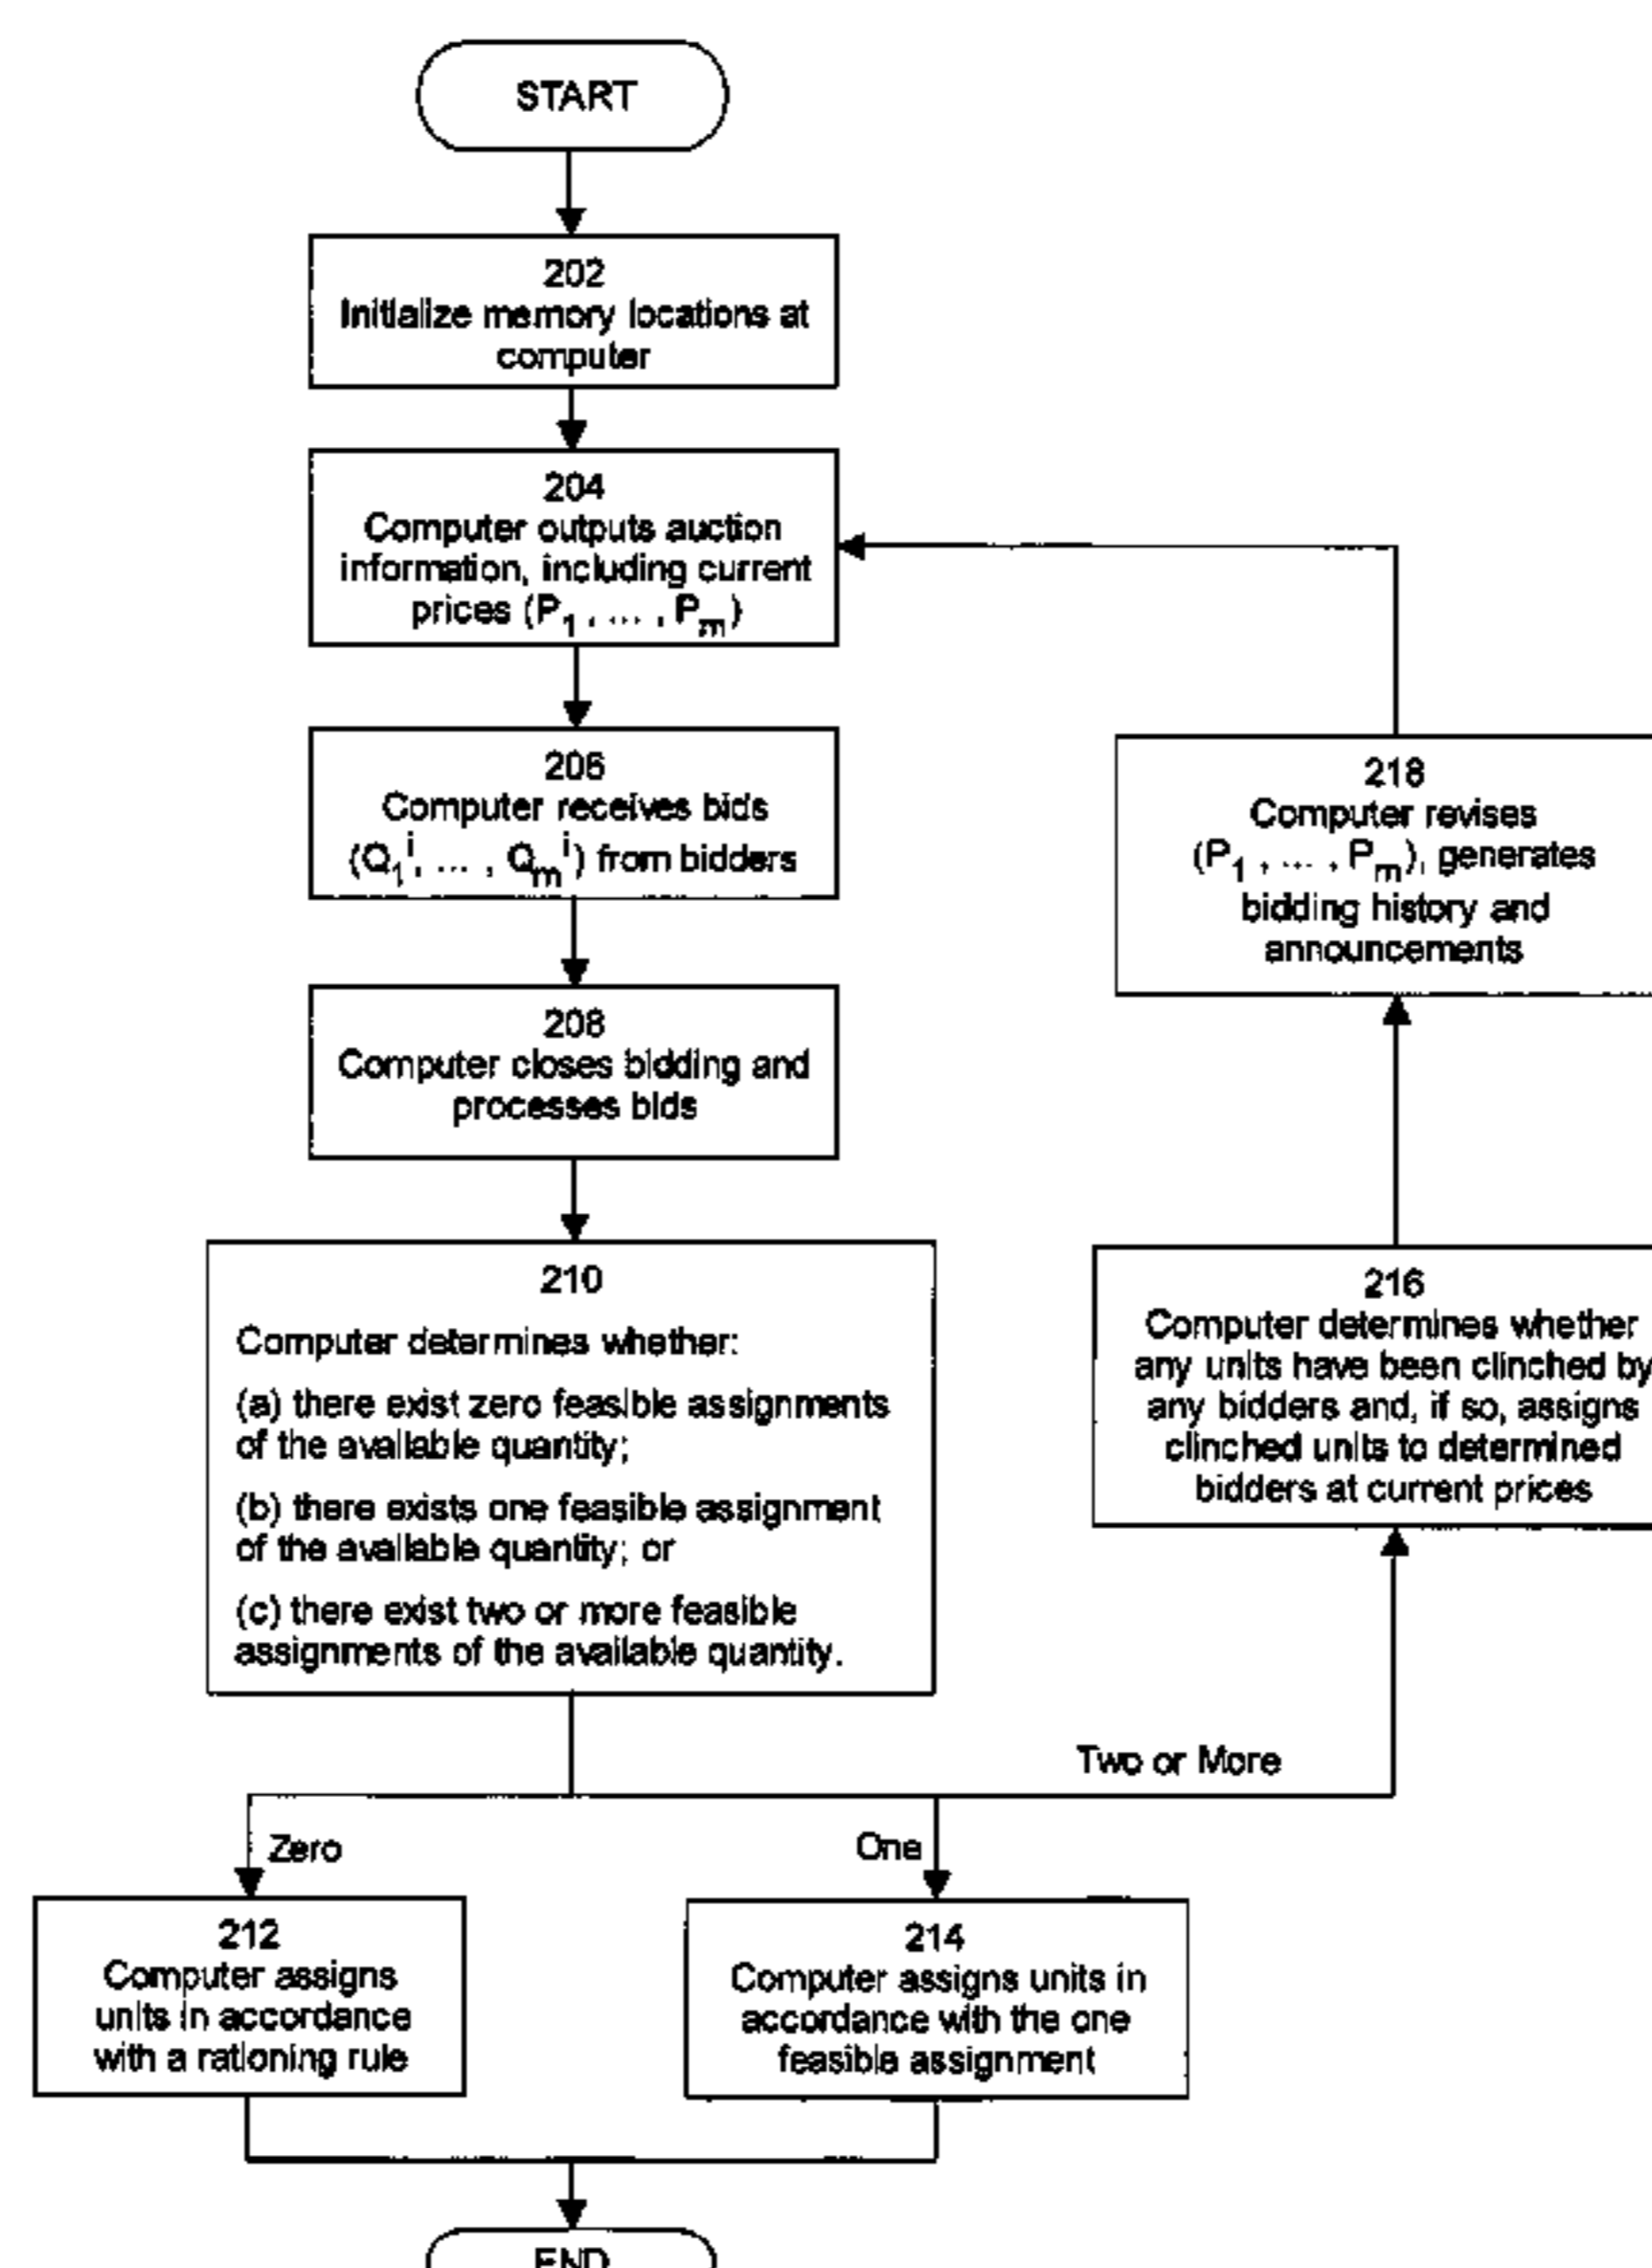 START
202
Initialize memory locations at
computer
204
Computer outputs auction
information, including current
prices (P1, ... , Pm)
206
Computer receives bids
(Q1^i, ... , Qm^i) from bidders
208
Computer closes bidding and
processes bids
210
Computer determines whether:
(a) there exist zero feasible assignments
of the available quantity;
(b) there exists one feasible assignment
of the available quantity; or
(c) there exist two or more feasible
assignments of the available quantity.
Zero
One
Two or More
212
Computer assigns
units in accordance
with a rationing rule
214
Computer assigns units in
accordance with the one
feasible assignment
216
Computer determines whether
any units have been clinched by
any bidders and, if so, assigns
clinched units to determined
bidders at current prices
218
Computer revises
(P1, ... , Pm), generates
bidding history and
announcements
END